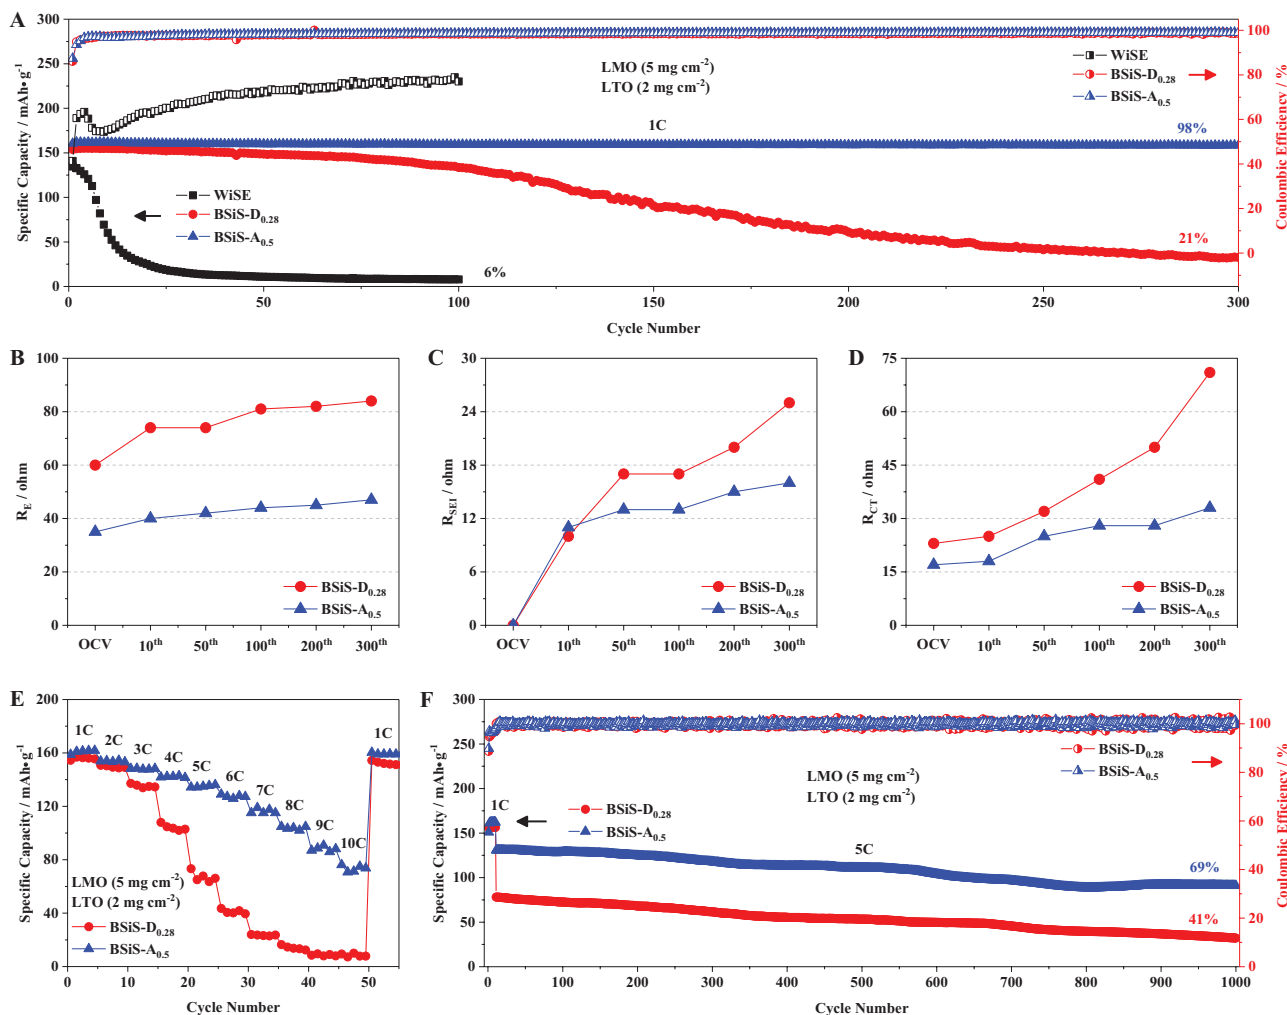 A
300
250
200
150
100
50
0
Specific Capacity / mAh•g⁻¹
0
50
100
150
200
250
300
Cycle Number
100
80
60
40
20
0
Coulombic Efficiency / %
LMO (5 mg cm⁻²)
LTO (2 mg cm⁻²)
1C
WiSE
BSiS-D₀.₂₈
BSiS-A₀.₅
98%
WiSE
BSiS-D₀.₂₈
BSiS-A₀.₅
6%
21%
B
100
80
60
40
20
0
R_E / ohm
BSiS-D₀.₂₈
BSiS-A₀.₅
OCV
10ᵗʰ
50ᵗʰ
100ᵗʰ
200ᵗʰ
300ᵗʰ
C
30
24
18
12
6
0
R_SEI / ohm
BSiS-D₀.₂₈
BSiS-A₀.₅
OCV
10ᵗʰ
50ᵗʰ
100ᵗʰ
200ᵗʰ
300ᵗʰ
D
75
60
45
30
15
0
R_CT / ohm
BSiS-D₀.₂₈
BSiS-A₀.₅
OCV
10ᵗʰ
50ᵗʰ
100ᵗʰ
200ᵗʰ
300ᵗʰ
E
200
160
120
80
40
0
Specific Capacity / mAh•g⁻¹
1C
2C
3C
4C
5C
6C
7C
8C
9C
10C
1C
LMO (5 mg cm⁻²)
LTO (2 mg cm⁻²)
BSiS-D₀.₂₈
BSiS-A₀.₅
0
10
20
30
40
50
Cycle Number
F
300
250
200
150
100
50
0
Specific Capacity / mAh•g⁻¹
1C
BSiS-D₀.₂₈
BSiS-A₀.₅
LMO (5 mg cm⁻²)
LTO (2 mg cm⁻²)
BSiS-D₀.₂₈
BSiS-A₀.₅
5C
69%
41%
0
100
200
300
400
500
600
700
800
900
1000
Cycle Number
100
80
60
40
20
0
Coulombic Efficiency / %